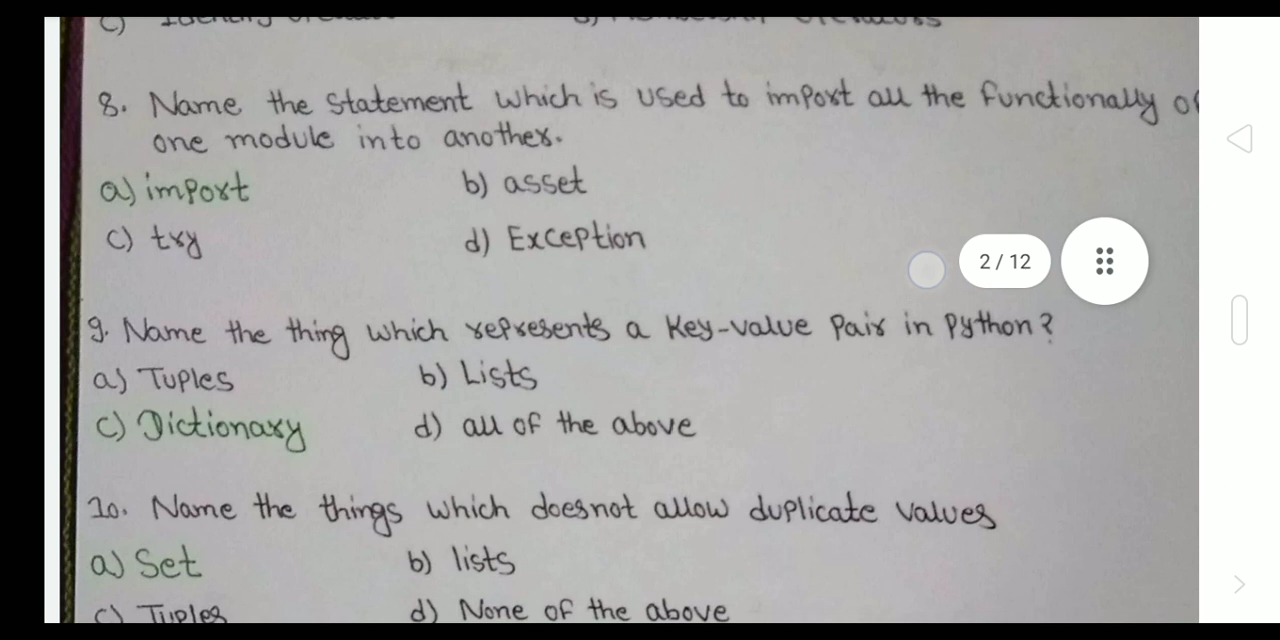 8. Name the statement which is used to import all the functionally of
one module into another.
a) import b) asset
c) try d) Exception
2 / 12
9. Name the thing which represents a key-value pair in python?
a) Tuples b) Lists
c) Dictionary d) all of the above
10. Name the things which doesnot allow duplicate values
a) Set b) lists
c) Tuples d) None of the above